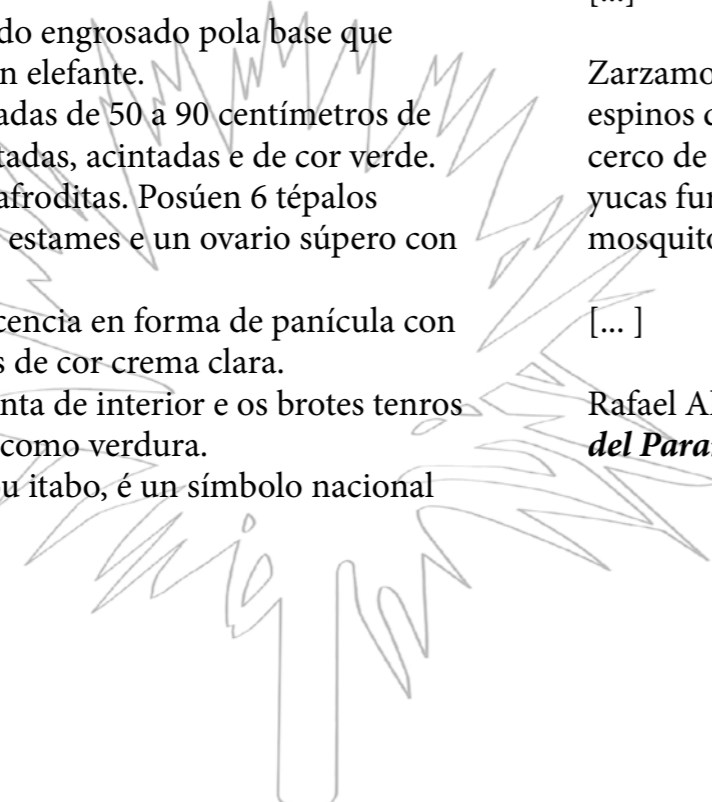 do engrosado pola base que
n elefante.
adas de 50 a 90 centímetros de
tadas, acintadas e de cor verde.
afroditas. Posúen 6 tépalos
estames e un ovario súpero con
cencia en forma de panícula con
s de cor crema clara.
nta de interior e os brotes tenros
como verdura.
u itabo, é un símbolo nacional
[...]
Zarzamo
espinos
cerco de
yucas fu
mosquito
[... ]
Rafael Al
del Para